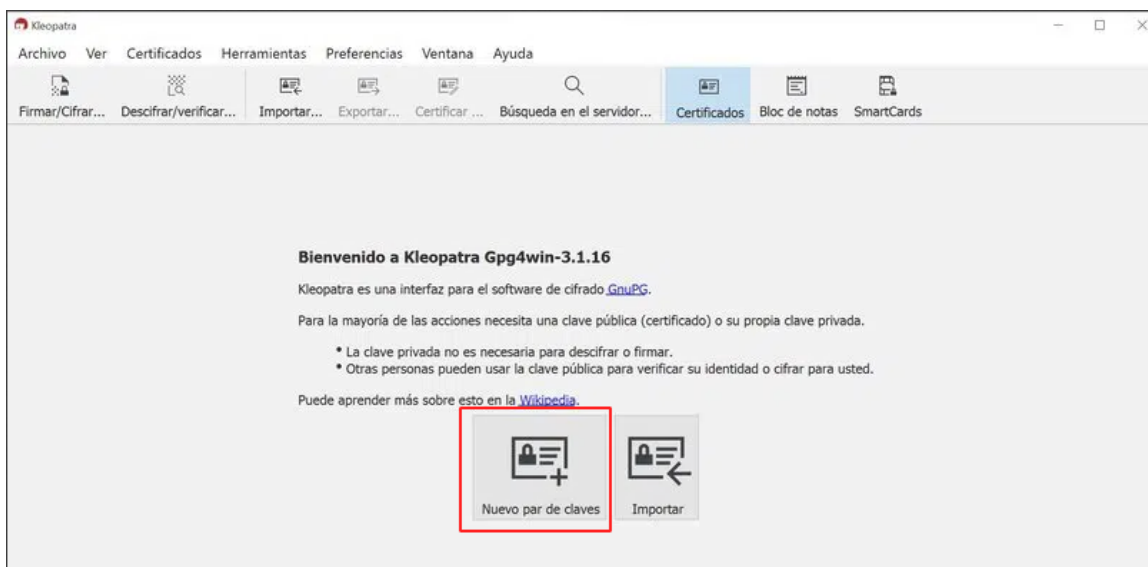 Kleopatra
Archivo Ver Certificados Herramientas Preferencias Ventana Ayuda
Firmar/Cifrar... Descifrar/verificar... Importar... Exportar... Certificar ... Búsqueda en el servidor... Certificados Bloc de notas SmartCards
Bienvenido a Kleopatra Gpg4win-3.1.16
Kleopatra es una interfaz para el software de cifrado GnuPG.
Para la mayoría de las acciones necesita una clave pública (certificado) o su propia clave privada.
• La clave privada no es necesaria para descifrar o firmar.
• Otras personas pueden usar la clave pública para verificar su identidad o cifrar para usted.
Puede aprender más sobre esto en la Wikipedia.
Nuevo par de claves Importar